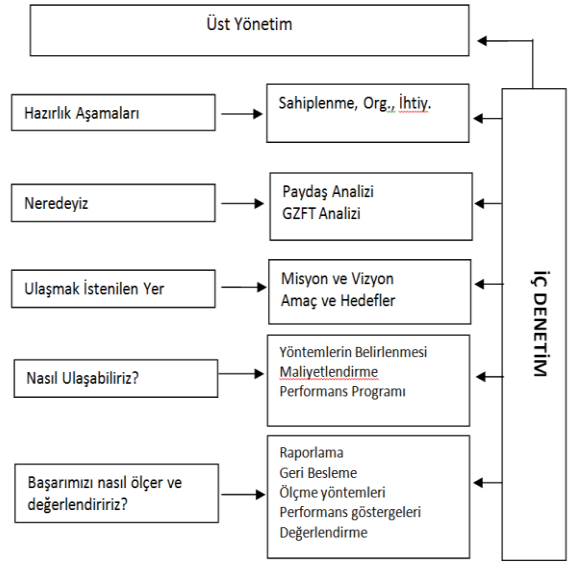 Üst Yönetim
Hazırlık Aşamaları
Sahiplenme, Org., İhtiy.
Neredeyiz
Paydaş Analizi
GZFT Analizi
Ulaşmak İstenilen Yer
Misyon ve Vizyon
Amaç ve Hedefler
Nasıl Ulaşabiliriz?
Yöntemlerin Belirlenmesi
Maliyetlendirme
Performans Programı
Başarımızı nasıl ölçer ve
değerlendiririz?
Raporlama
Geri Besleme
Ölçme yöntemleri
Performans göstergeleri
Değerlendirme
İÇ DENETİM